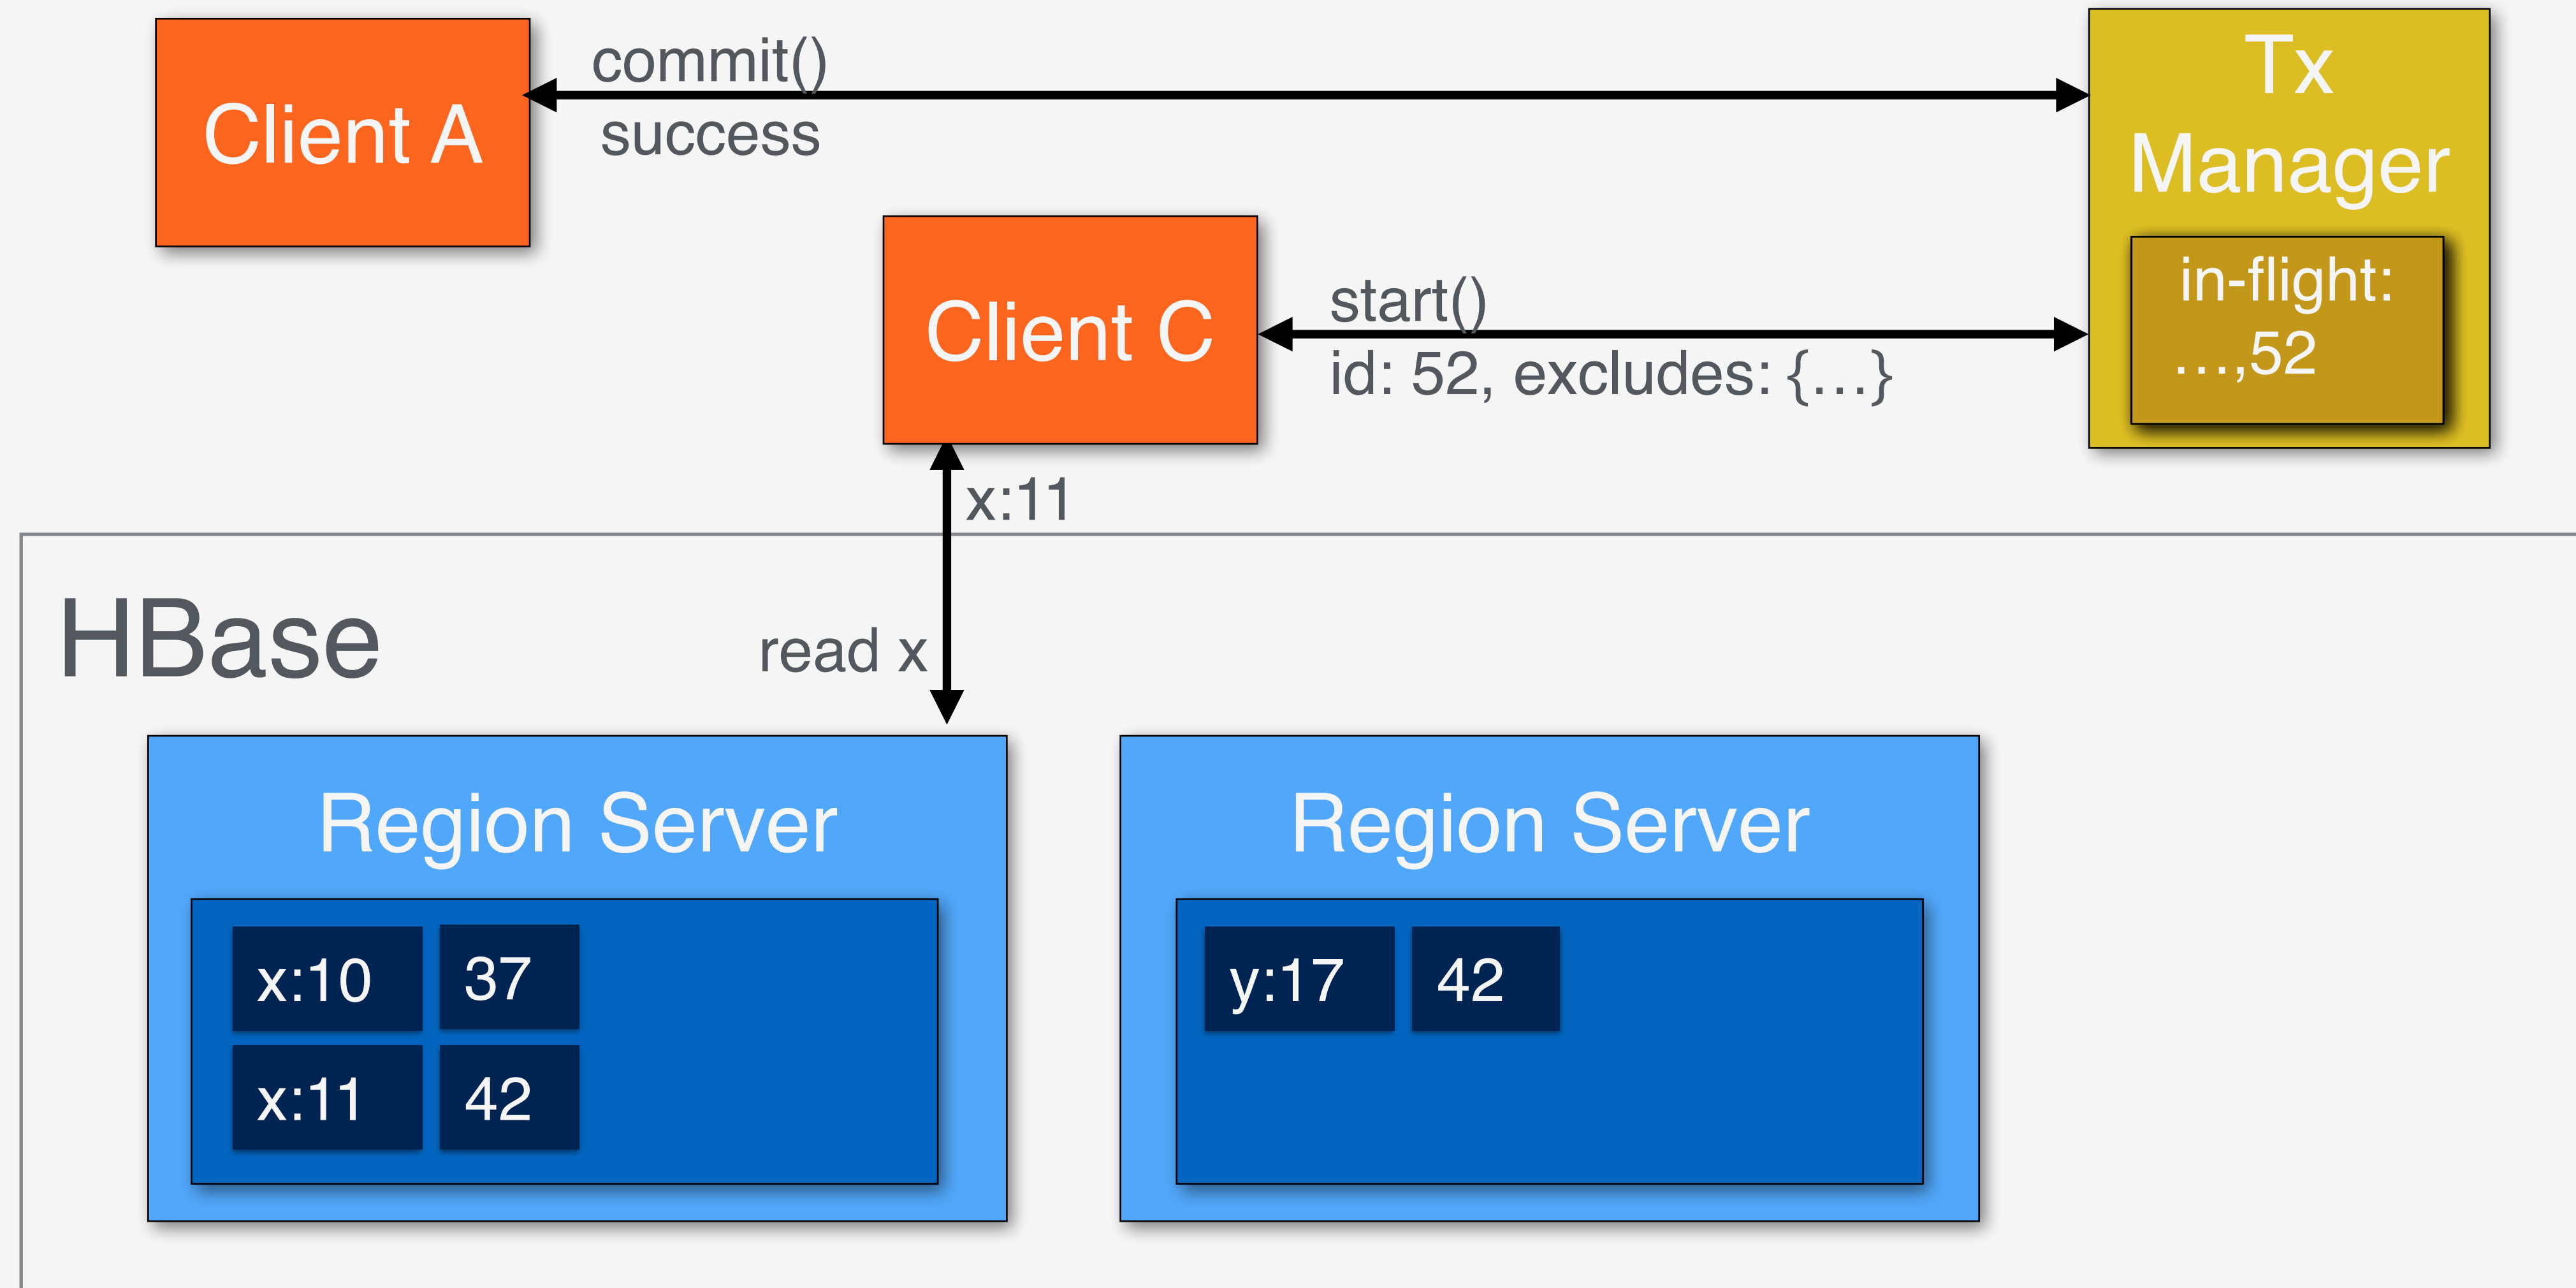 commit()
Client A
success
Tx
Manager
in-flight:
…,52
Client C
start()
id: 52, excludes: {…}
x:11
HBase
read x
Region Server
x:10 37
x:11 42
Region Server
y:17 42